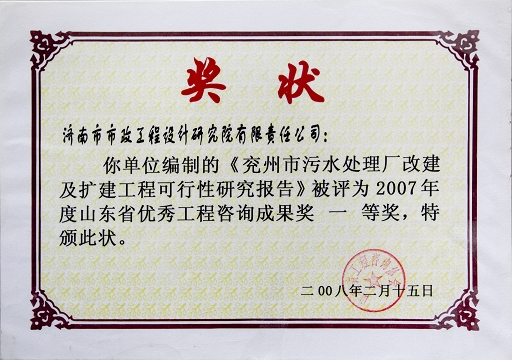 奖状
济南市市政工程设计研究院有限责任公司：
你单位编制的《兖州市污水处理厂改建
及扩建工程可行性研究报告》被评为2007年
度山东省优秀工程咨询成果奖 一 等奖，特
颁此状。
二00八年二月十五日